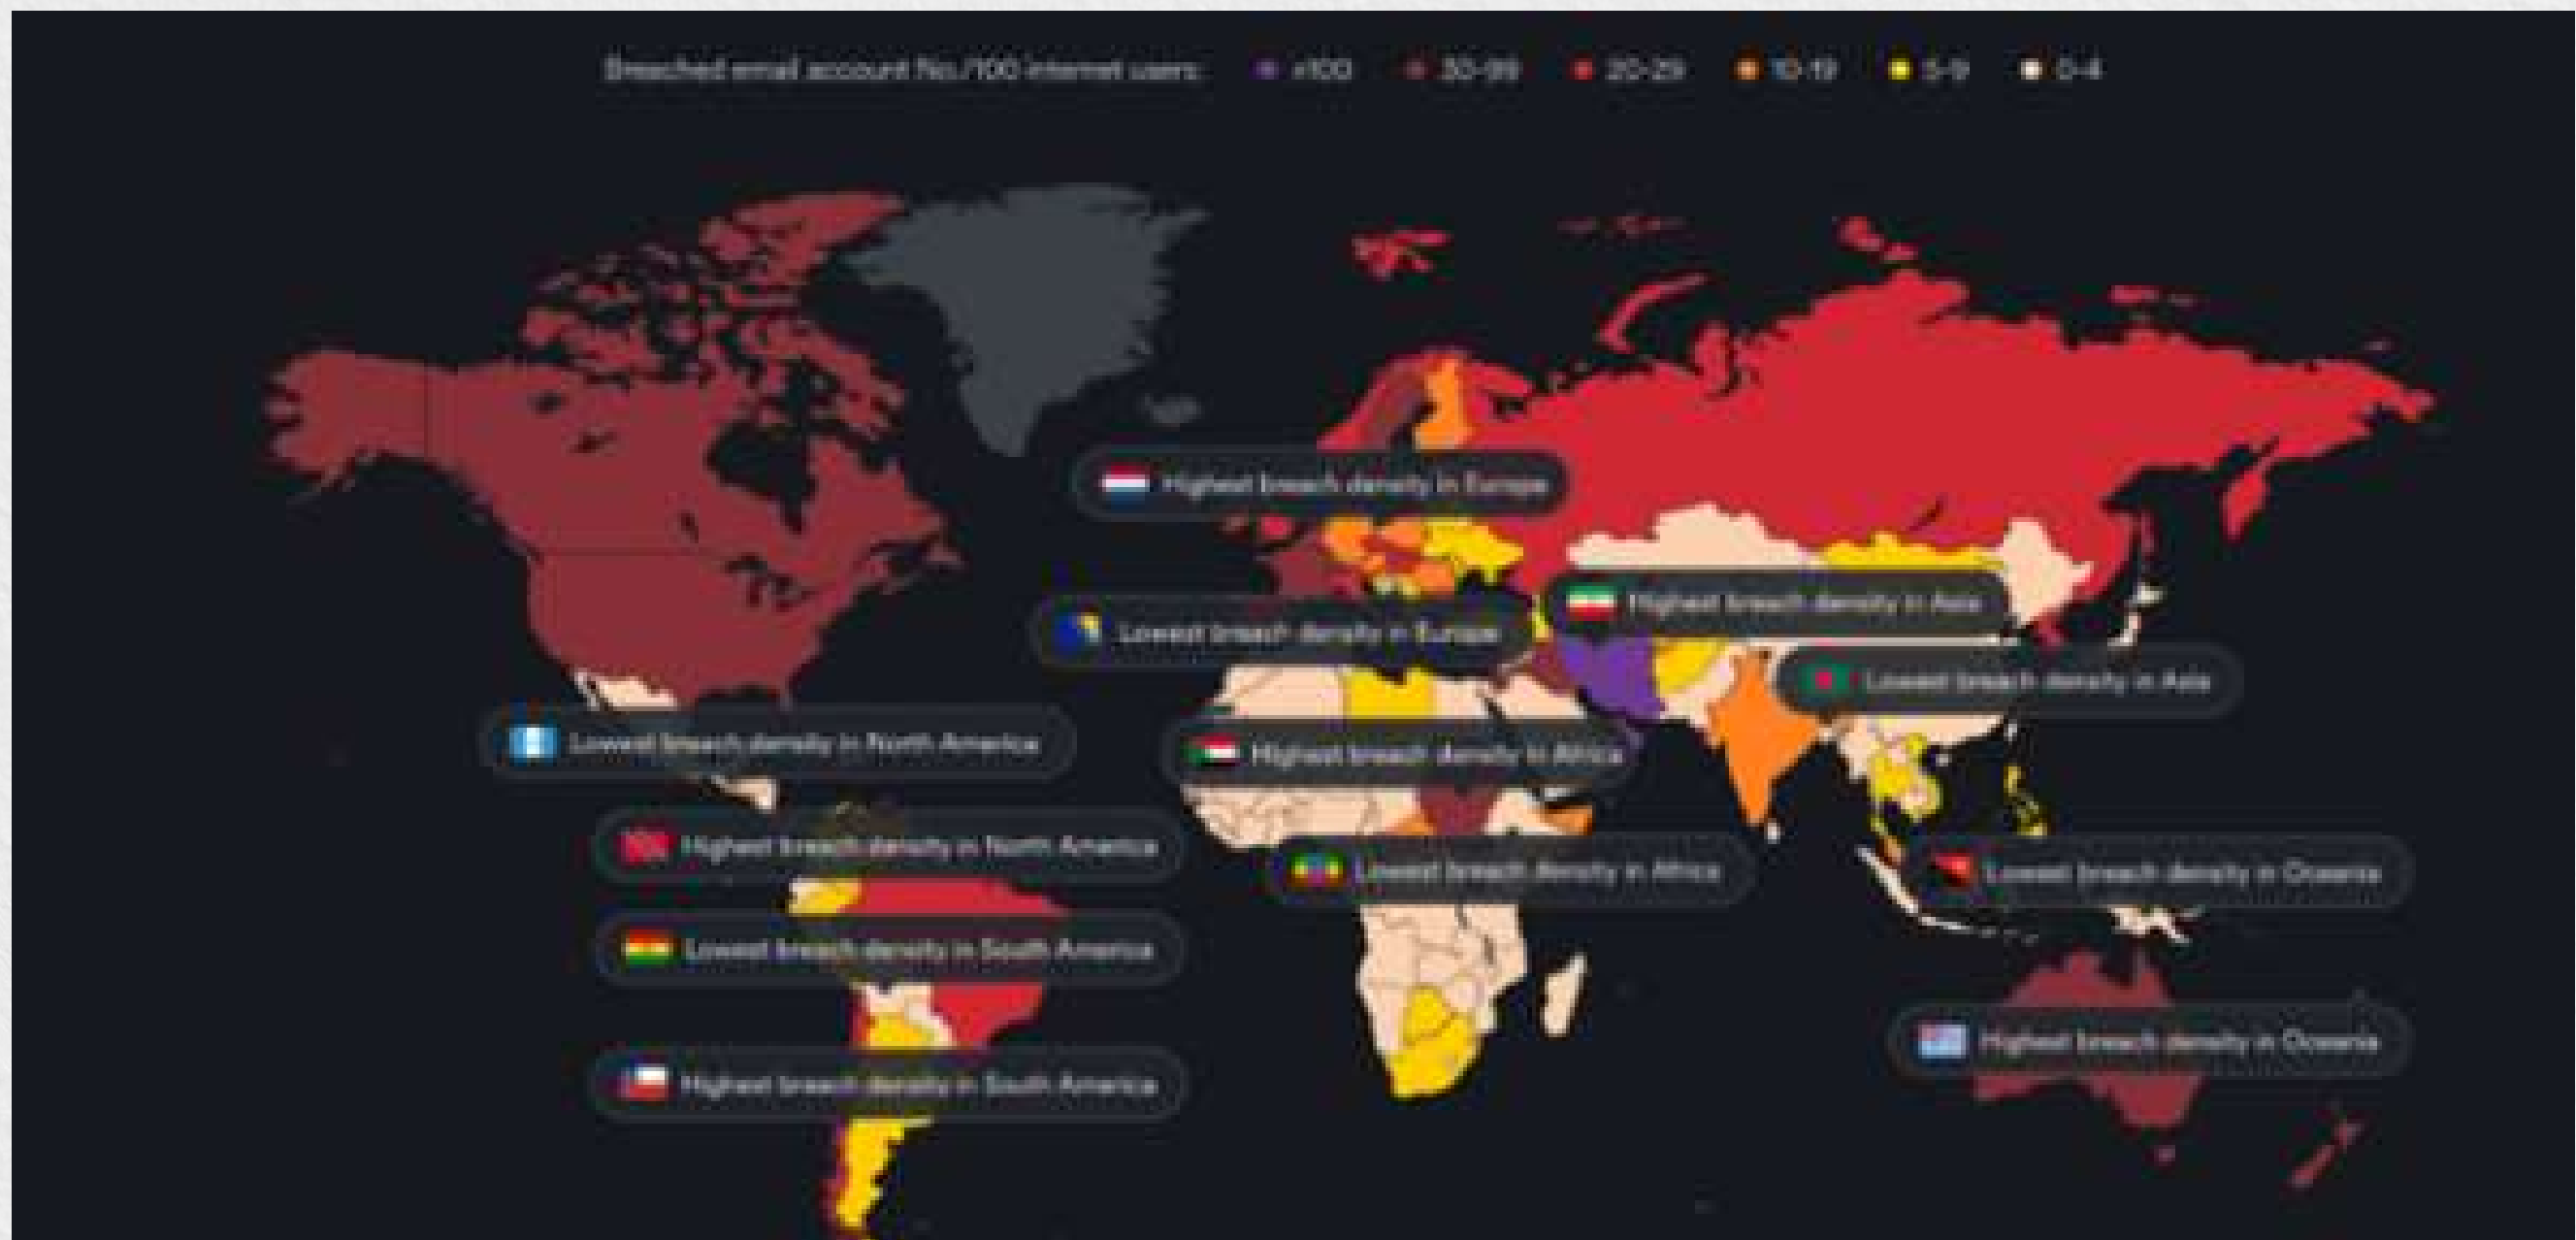 Breached email account No./100 internet users >100 30-99 20-29 10-19 5-9 0-4
Highest breach density in Europe
Highest breach density in Asia
Lowest breach density in Europe
Lowest breach density in Asia
Lowest breach density in North America
Highest breach density in Africa
Highest breach density in North America
Lowest breach density in Africa
Lowest breach density in Oceania
Lowest breach density in South America
Highest breach density in Oceania
Highest breach density in South America